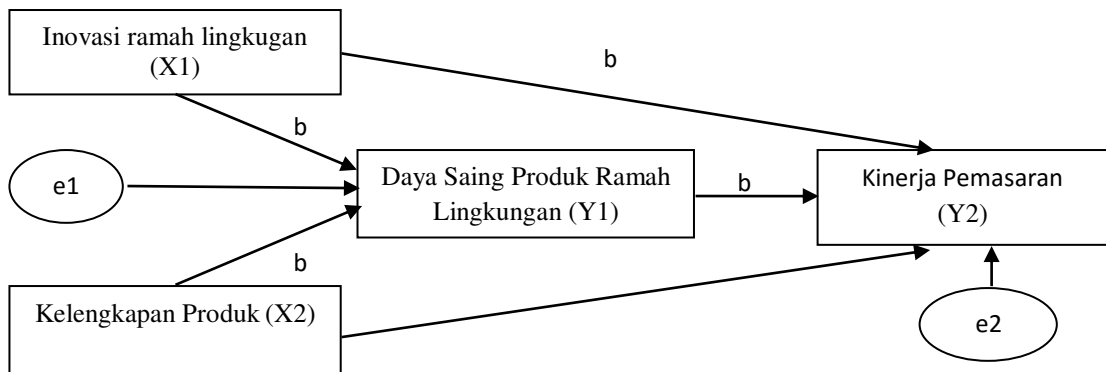 Inovasi ramah lingkugan
(X1)
b
b
e1
Daya Saing Produk Ramah
Lingkungan (Y1)
b
Kinerja Pemasaran
(Y2)
b
Kelengkapan Produk (X2)
e2